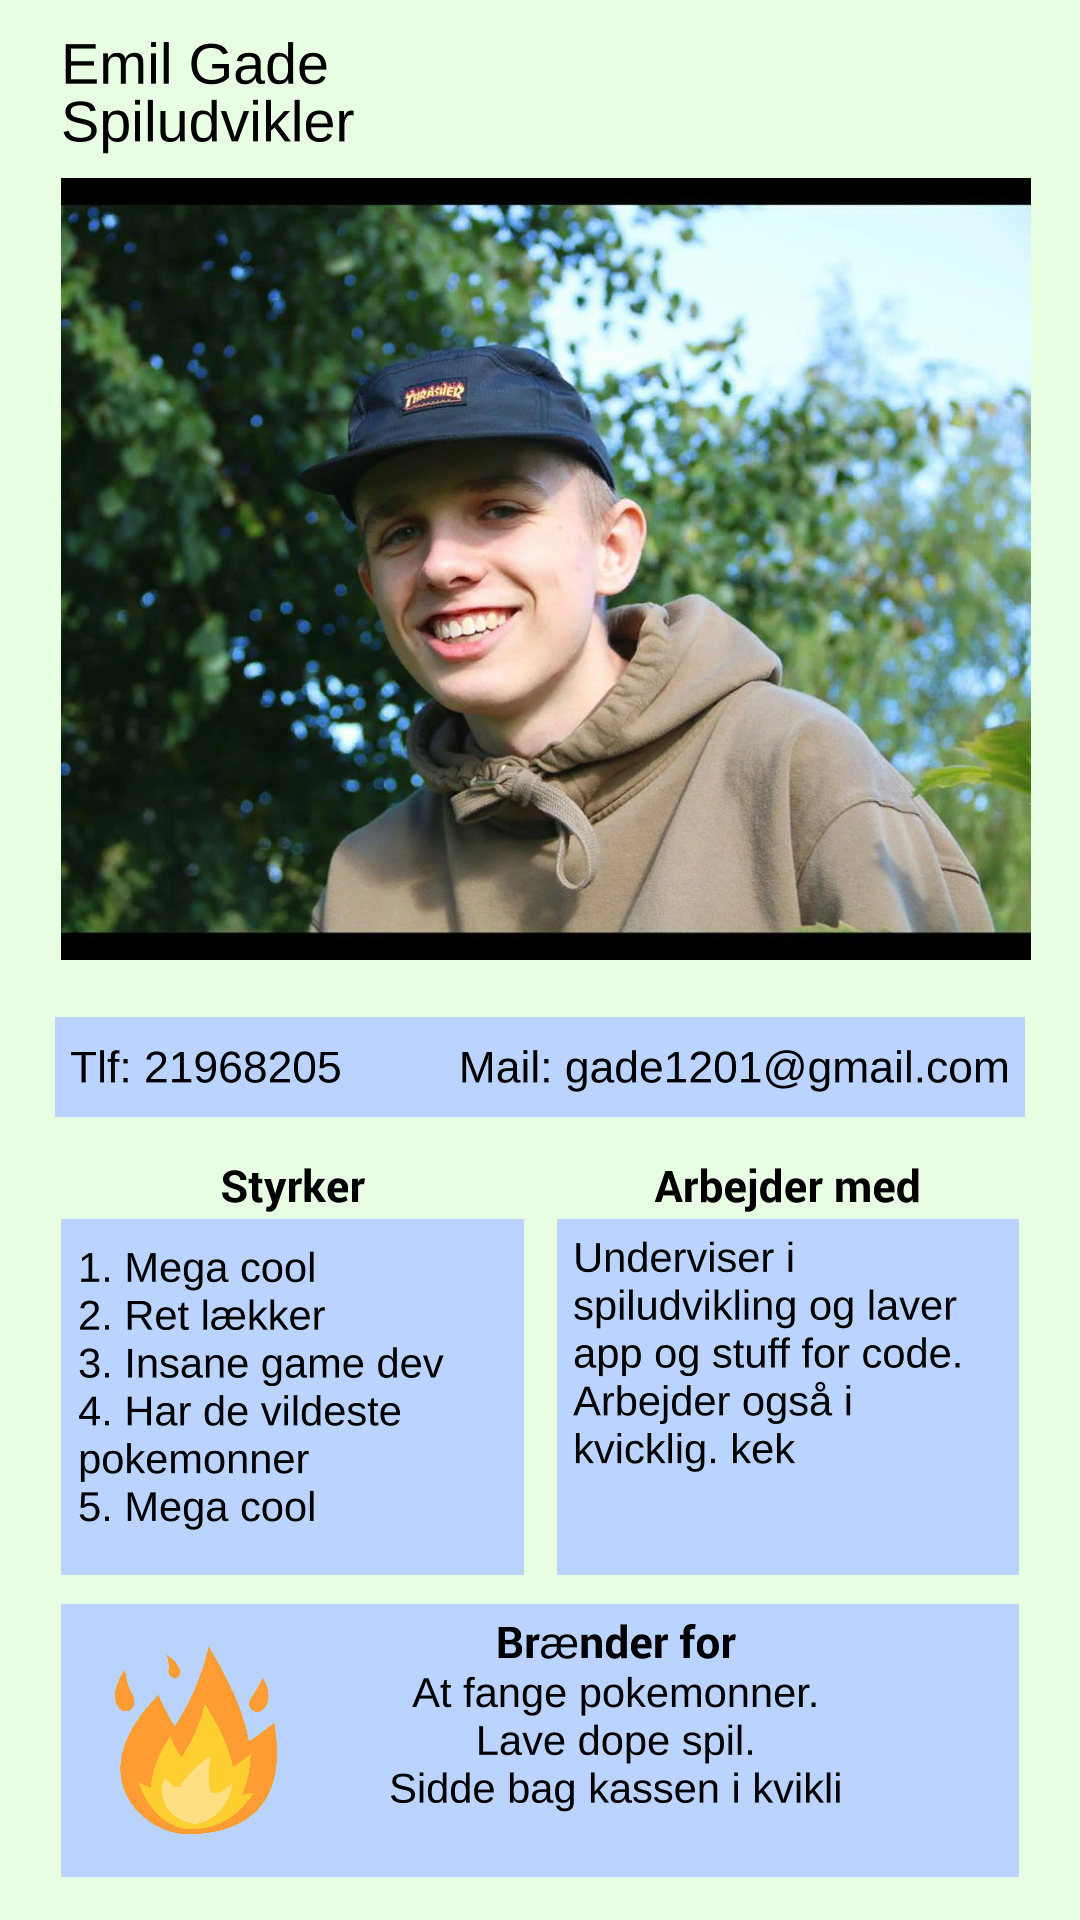 Emil Gade
Spiludvikler
THRASHER
Tlf: 21968205 Mail: gade1201@gmail.com
Styrker
1. Mega cool
2. Ret lækker
3. Insane game dev
4. Har de vildeste
pokemonner
5. Mega cool
Arbejder med
Underviser i
spiludvikling og laver
app og stuff for code.
Arbejder også i
kvicklig. kek
Brænder for
At fange pokemonner.
Lave dope spil.
Sidde bag kassen i kvikli